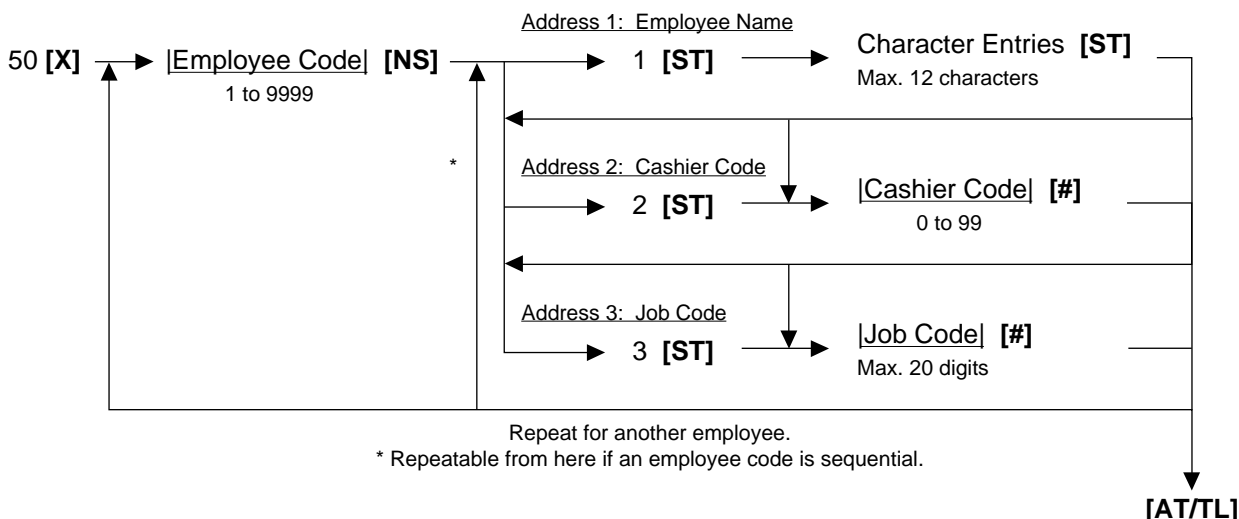 Address 1: Employee Name
50 [X] |Employee Code| [NS] 1 [ST] Character Entries [ST]
1 to 9999 Max. 12 characters
* Address 2: Cashier Code
2 [ST] |Cashier Code| [#]
0 to 99
Address 3: Job Code
3 [ST] |Job Code| [#]
Max. 20 digits
Repeat for another employee.
* Repeatable from here if an employee code is sequential.
[AT/TL]